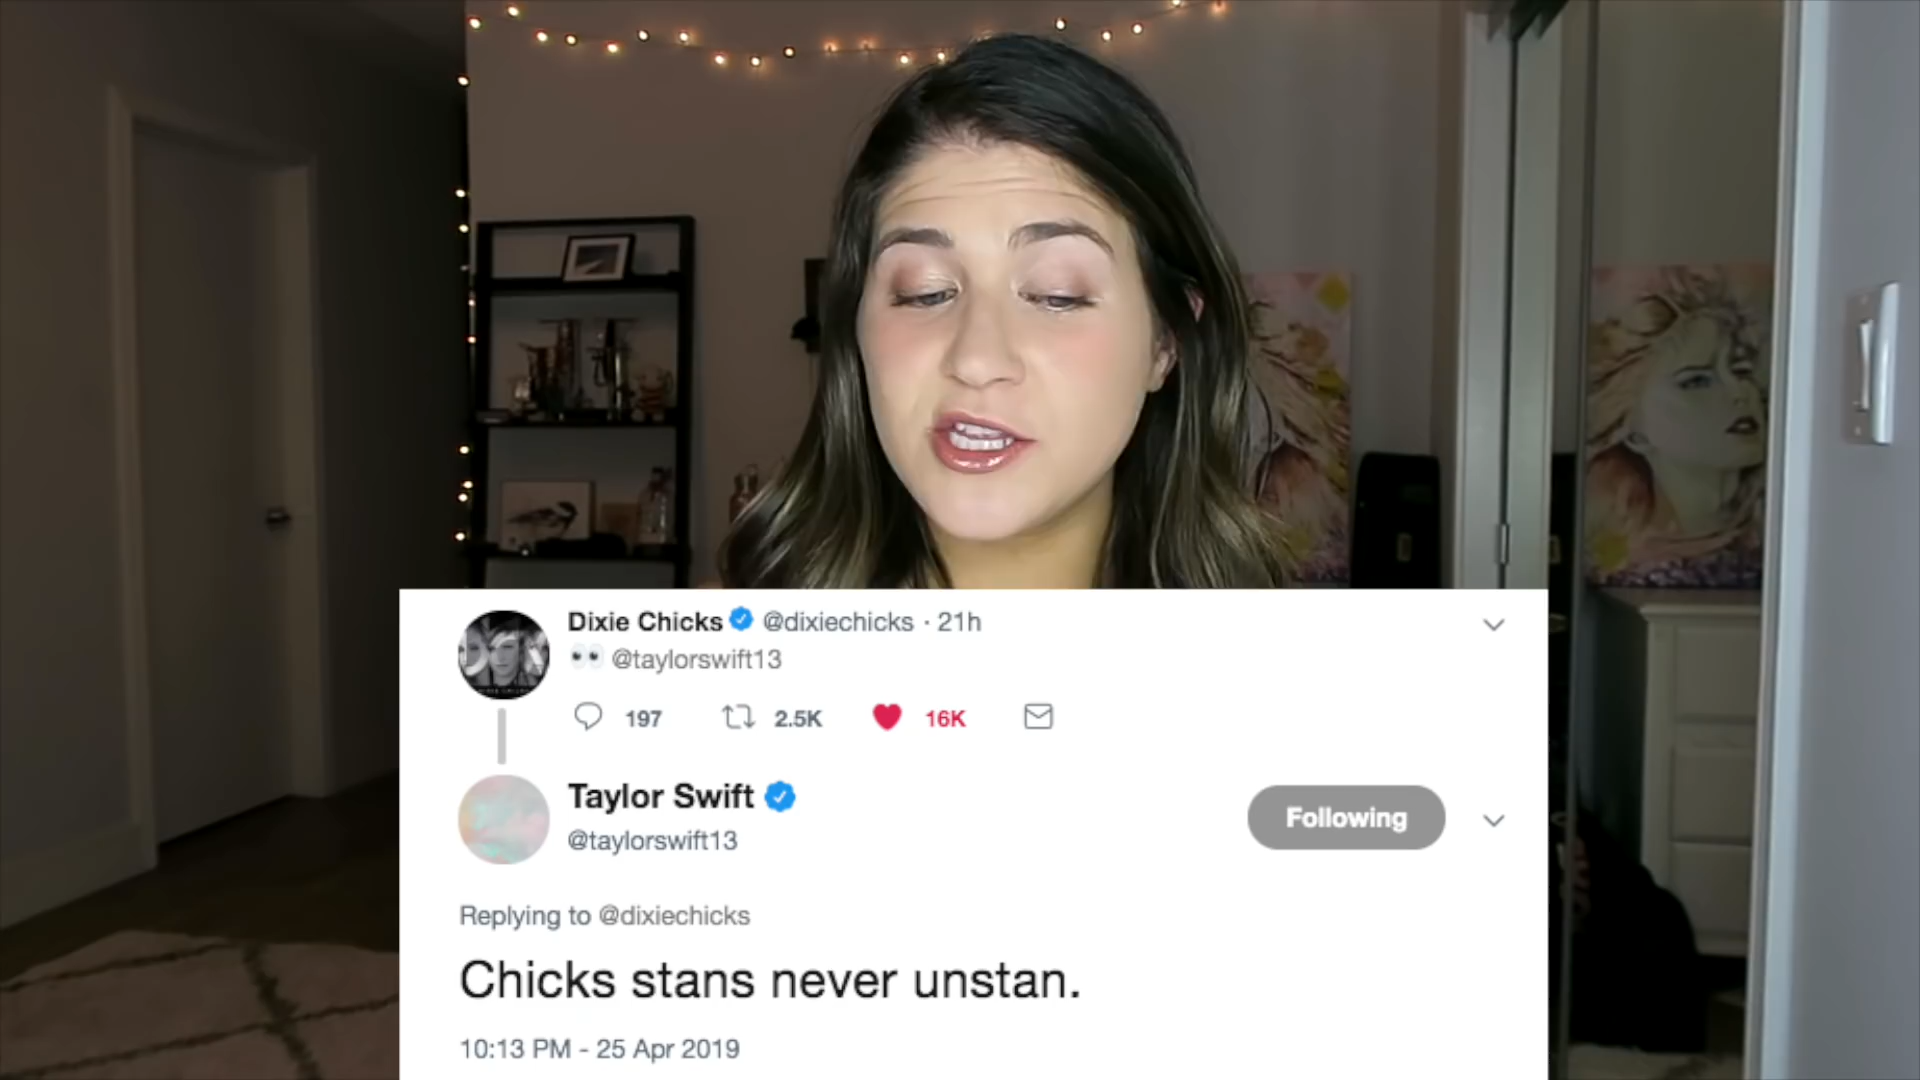 Dixie Chicks @dixiechicks · 21h
👀 @taylorswift13
197 2.5K 16K
Taylor Swift
@taylorswift13
Following
Replying to @dixiechicks
Chicks stans never unstan.
10:13 PM - 25 Apr 2019